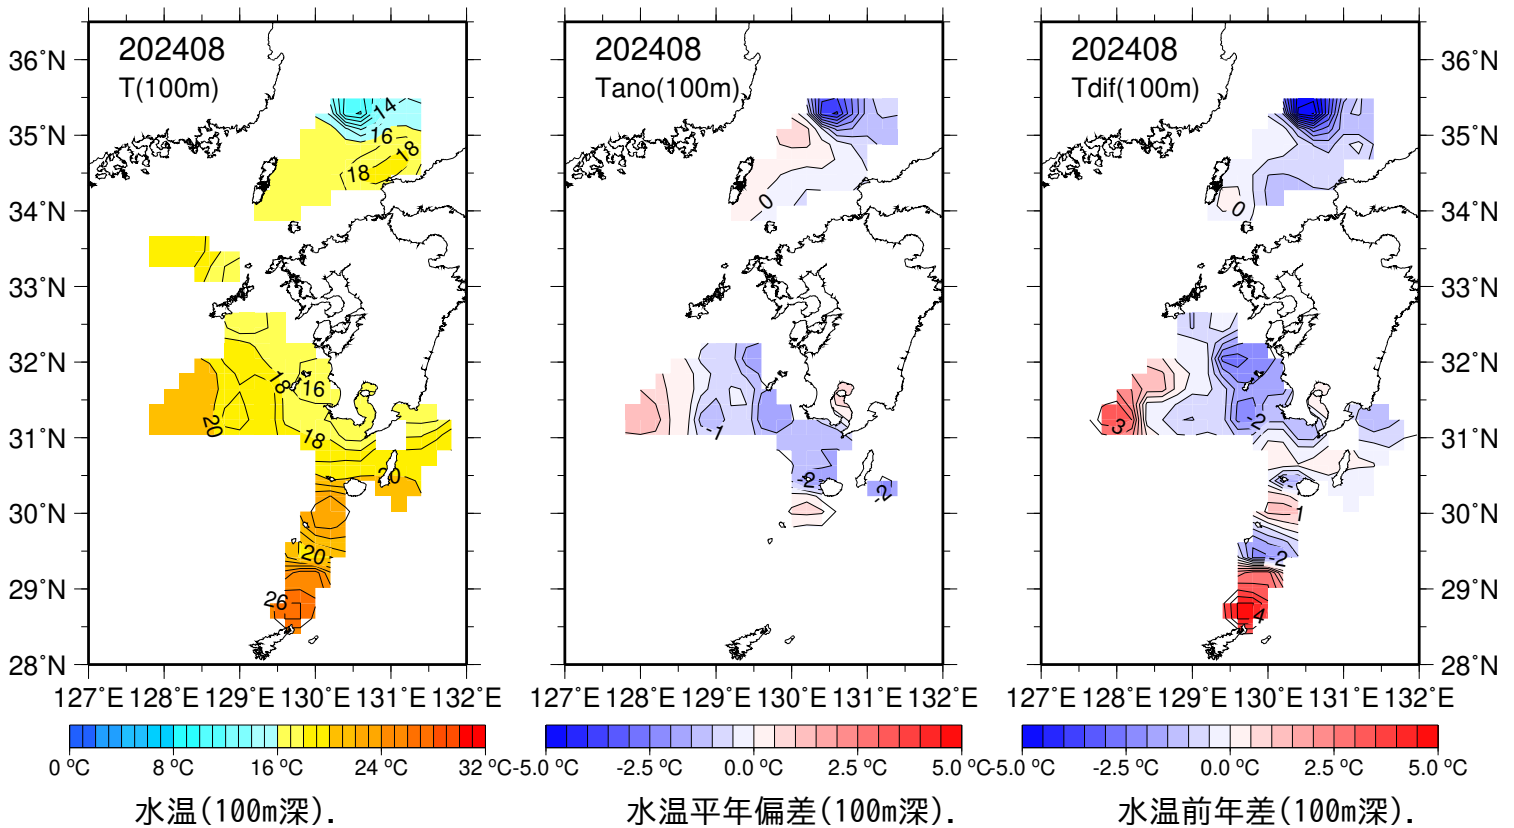 202408
T(100m)
36°N
35°N
34°N
33°N
32°N
31°N
30°N
29°N
28°N
14
16
18
18
18
16
20
18
20
20
26
127°E 128°E 129°E 130°E 131°E 132°E
0 °C 8 °C 16 °C 24 °C 32 °C
水温(100m深).
202408
Tano(100m)
0
-1
-2
-2
127°E 128°E 129°E 130°E 131°E 132°E
-5.0 °C -2.5 °C 0.0 °C 2.5 °C 5.0 °C
水温平年偏差(100m深).
202408
Tdif(100m)
36°N
35°N
34°N
33°N
32°N
31°N
30°N
29°N
28°N
0
3
-2
1
-2
4
127°E 128°E 129°E 130°E 131°E 132°E
-5.0 °C -2.5 °C 0.0 °C 2.5 °C 5.0 °C
水温前年差(100m深).